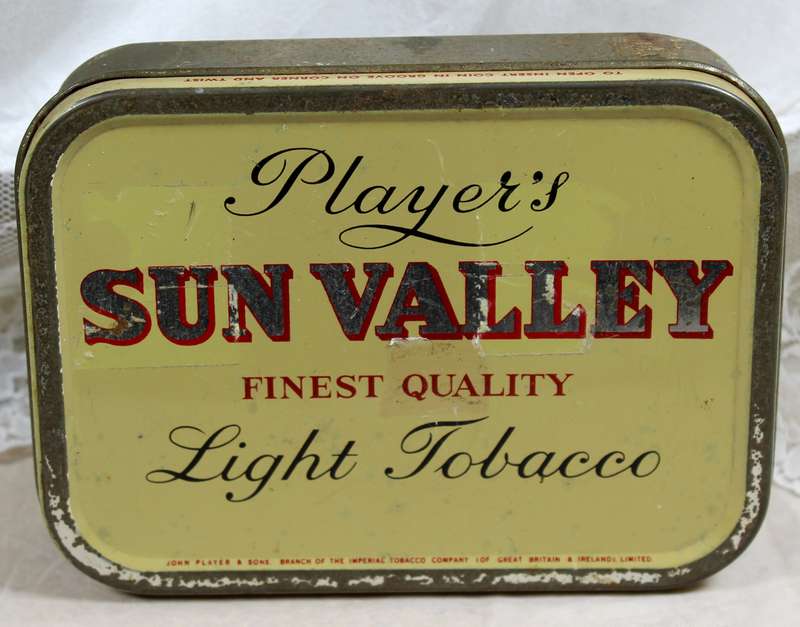 TO OPEN INSERT COIN IN GROOVE ON CORNER AND TWIST
Player's
SUN VALLEY
FINEST QUALITY
Light Tobacco
JOHN PLAYER & SONS. BRANCH OF THE IMPERIAL TOBACCO COMPANY (OF GREAT BRITAIN & IRELAND), LIMITED.